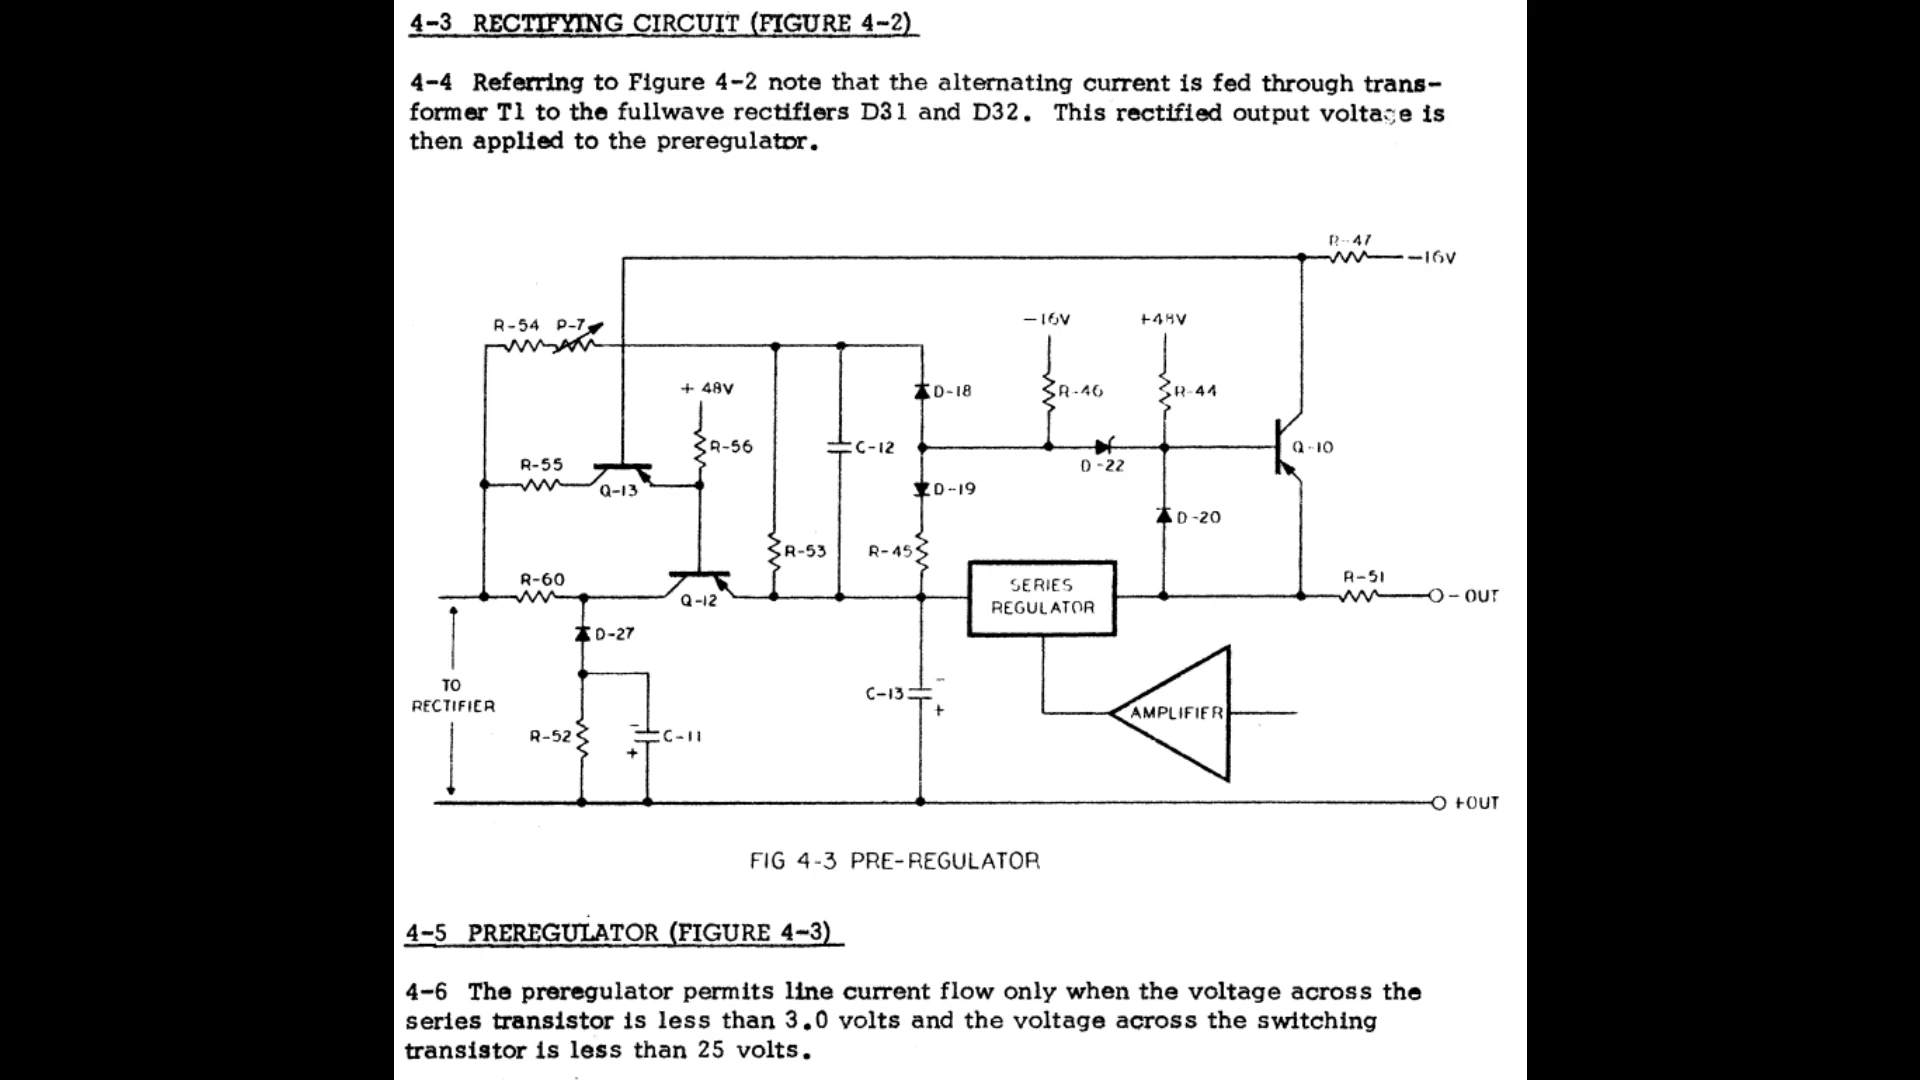 4-3 RECTIFYING CIRCUIT (FIGURE 4-2)
4-4 Referring to Figure 4-2 note that the alternating current is fed through trans-
former T1 to the fullwave rectifiers D31 and D32. This rectified output voltage is
then applied to the preregulator.
R-47
-16V
R-54 P-7
-16V
+48V
+ 48V
D-18
R-46
R-44
R-56
C-12
Q-10
R-55
D-22
Q-13
D-19
D-20
R-53
R-45
R-60
SERIES
REGULATOR
R-51
Q-12
- OUT
D-27
TO
RECTIFIER
C-13
-
+
AMPLIFIER
R-52
-
+
C-11
+OUT
FIG 4-3 PRE-REGULATOR
4-5 PREREGULATOR (FIGURE 4-3)
4-6 The preregulator permits line current flow only when the voltage across the
series transistor is less than 3.0 volts and the voltage across the switching
transistor is less than 25 volts.